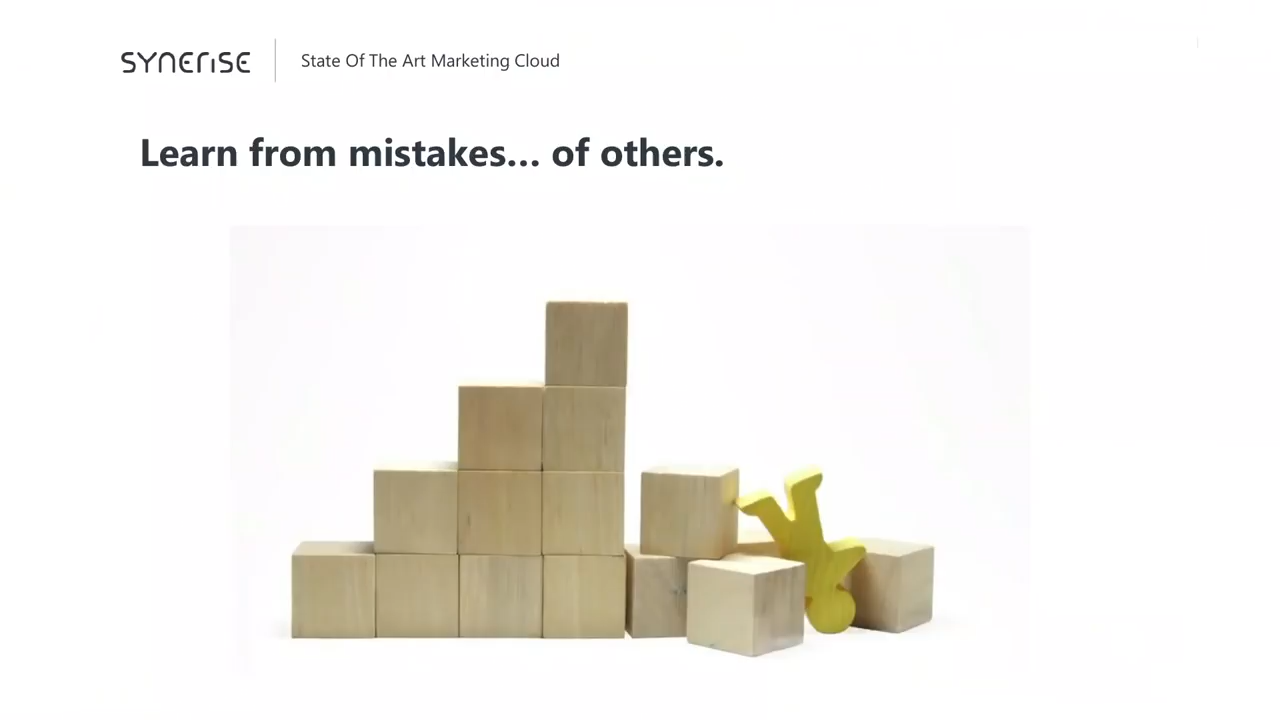 SYNERISE
State Of The Art Marketing Cloud
Learn from mistakes... of others.